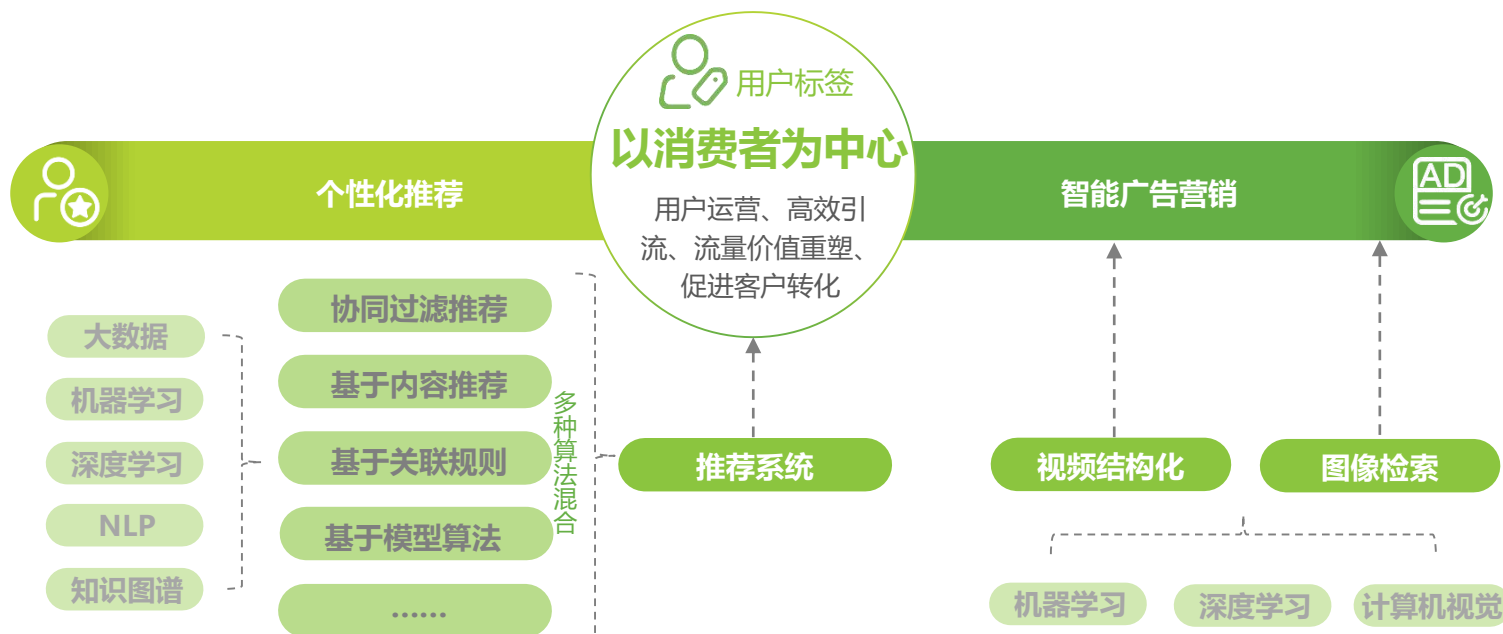 用户标签
以消费者为中心
用户运营、高效引
流、流量价值重塑、
促进客户转化
个性化推荐
智能广告营销
AD
大数据
机器学习
深度学习
NLP
知识图谱
协同过滤推荐
基于内容推荐
基于关联规则
基于模型算法
……
多种算法混合
推荐系统
视频结构化
图像检索
机器学习
深度学习
计算机视觉